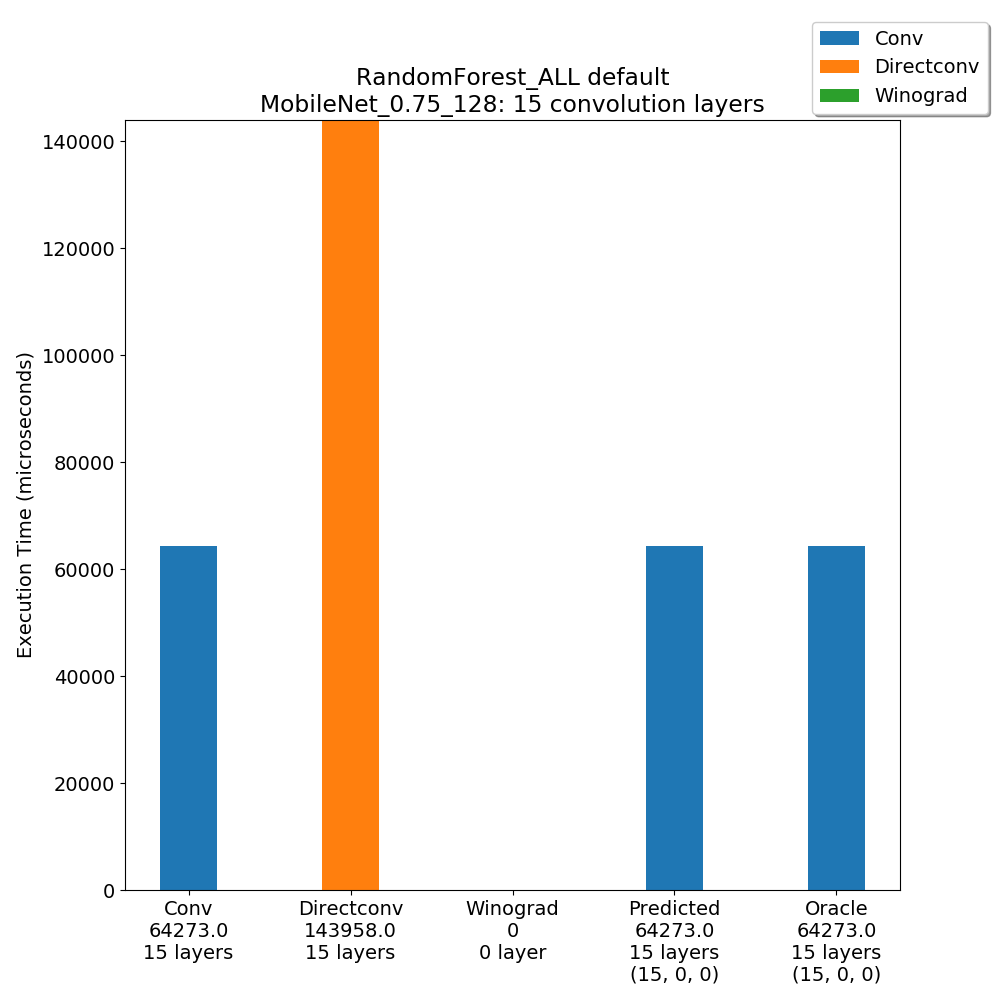 Conv
Directconv
Winograd
RandomForest_ALL default
MobileNet_0.75_128: 15 convolution layers
Execution Time (microseconds)
140000
120000
100000
80000
60000
40000
20000
0
Conv
64273.0
15 layers
Directconv
143958.0
15 layers
Winograd
0
0 layer
Predicted
64273.0
15 layers
(15, 0, 0)
Oracle
64273.0
15 layers
(15, 0, 0)